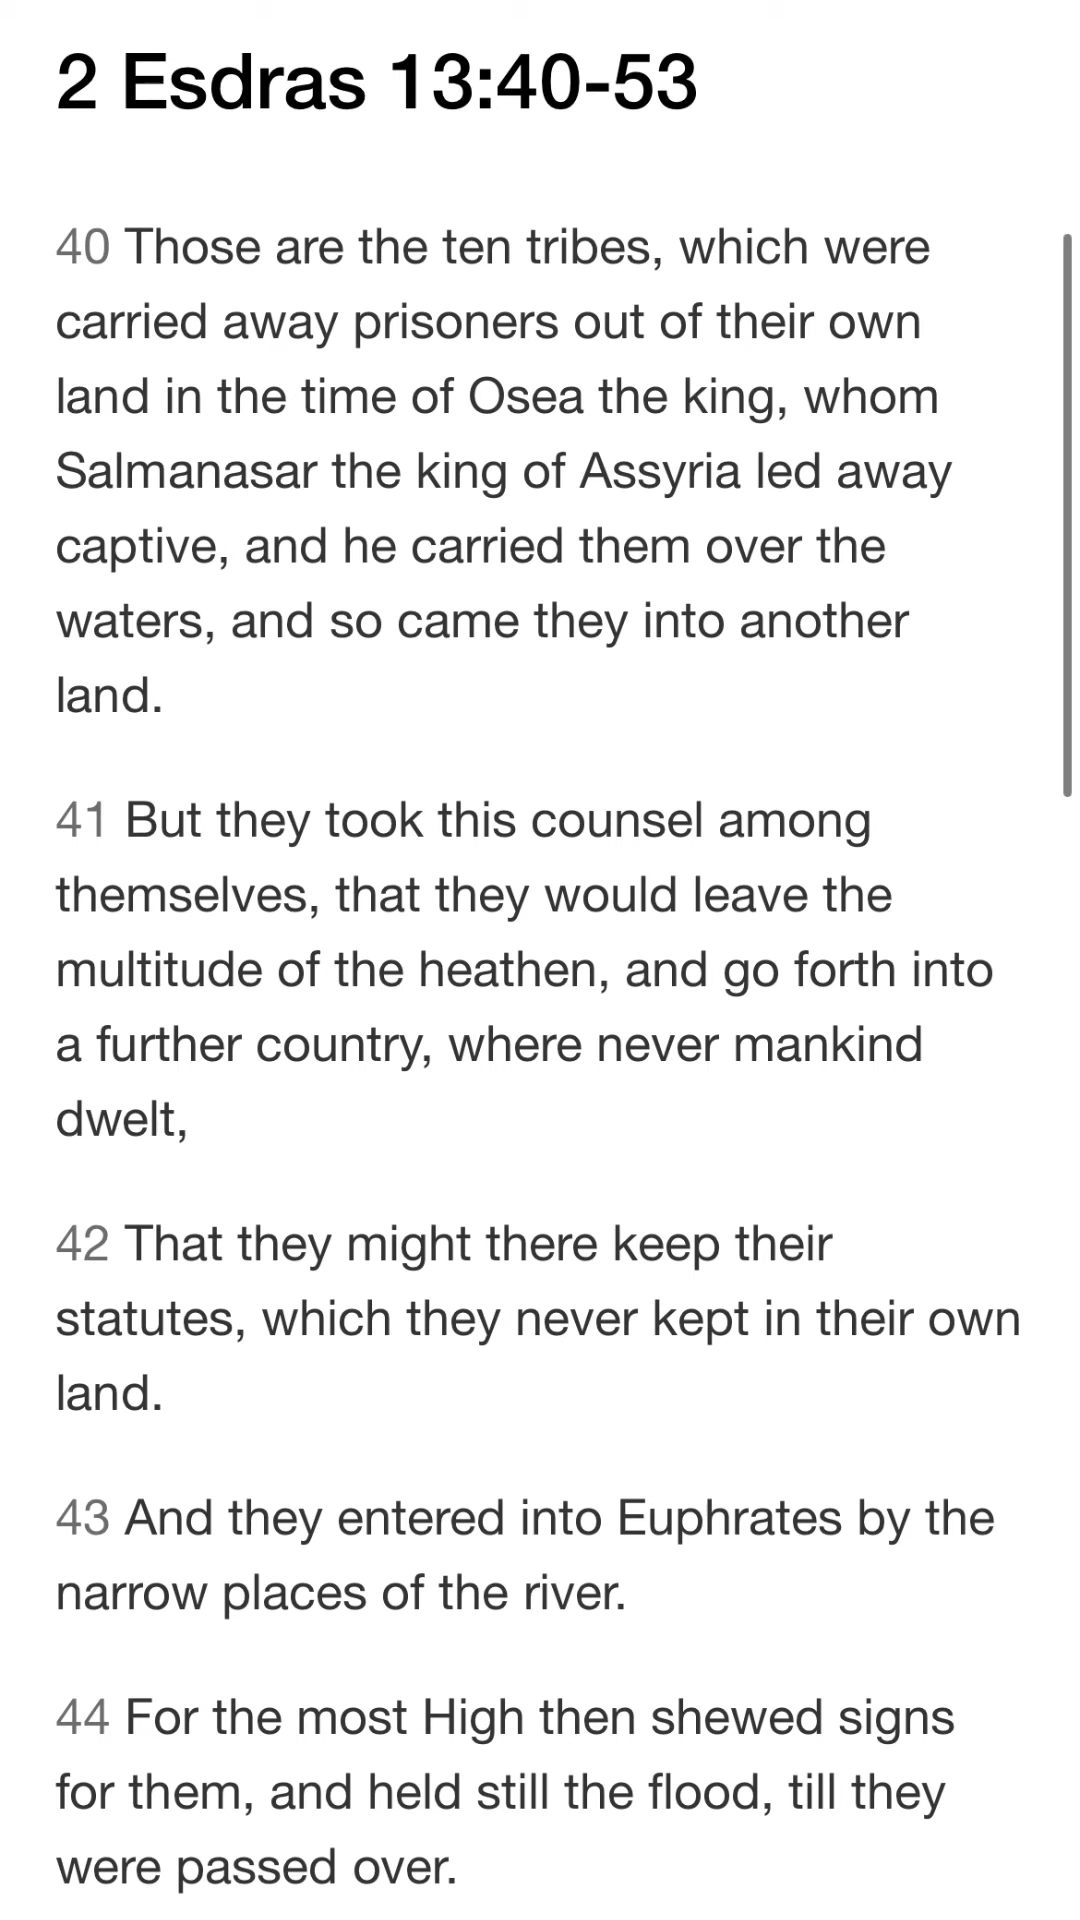 2 Esdras 13:40-53
40 Those are the ten tribes, which were
carried away prisoners out of their own
land in the time of Osea the king, whom
Salmanasar the king of Assyria led away
captive, and he carried them over the
waters, and so came they into another
land.
41 But they took this counsel among
themselves, that they would leave the
multitude of the heathen, and go forth into
a further country, where never mankind
dwelt,
42 That they might there keep their
statutes, which they never kept in their own
land.
43 And they entered into Euphrates by the
narrow places of the river.
44 For the most High then shewed signs
for them, and held still the flood, till they
were passed over.